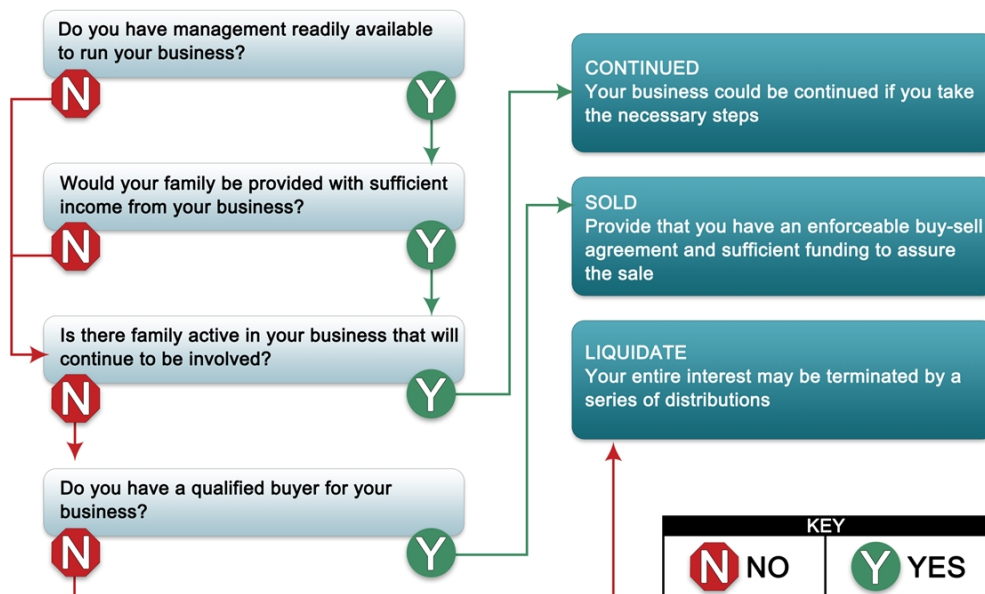 Do you have management readily available
to run your business?
N
Y
Would your family be provided with sufficient
income from your business?
N
Y
Is there family active in your business that will
continue to be involved?
N
Y
Do you have a qualified buyer for your
business?
N
Y
CONTINUED
Your business could be continued if you take
the necessary steps
SOLD
Provide that you have an enforceable buy-sell
agreement and sufficient funding to assure
the sale
LIQUIDATE
Your entire interest may be terminated by a
series of distributions
KEY
N NO
Y YES